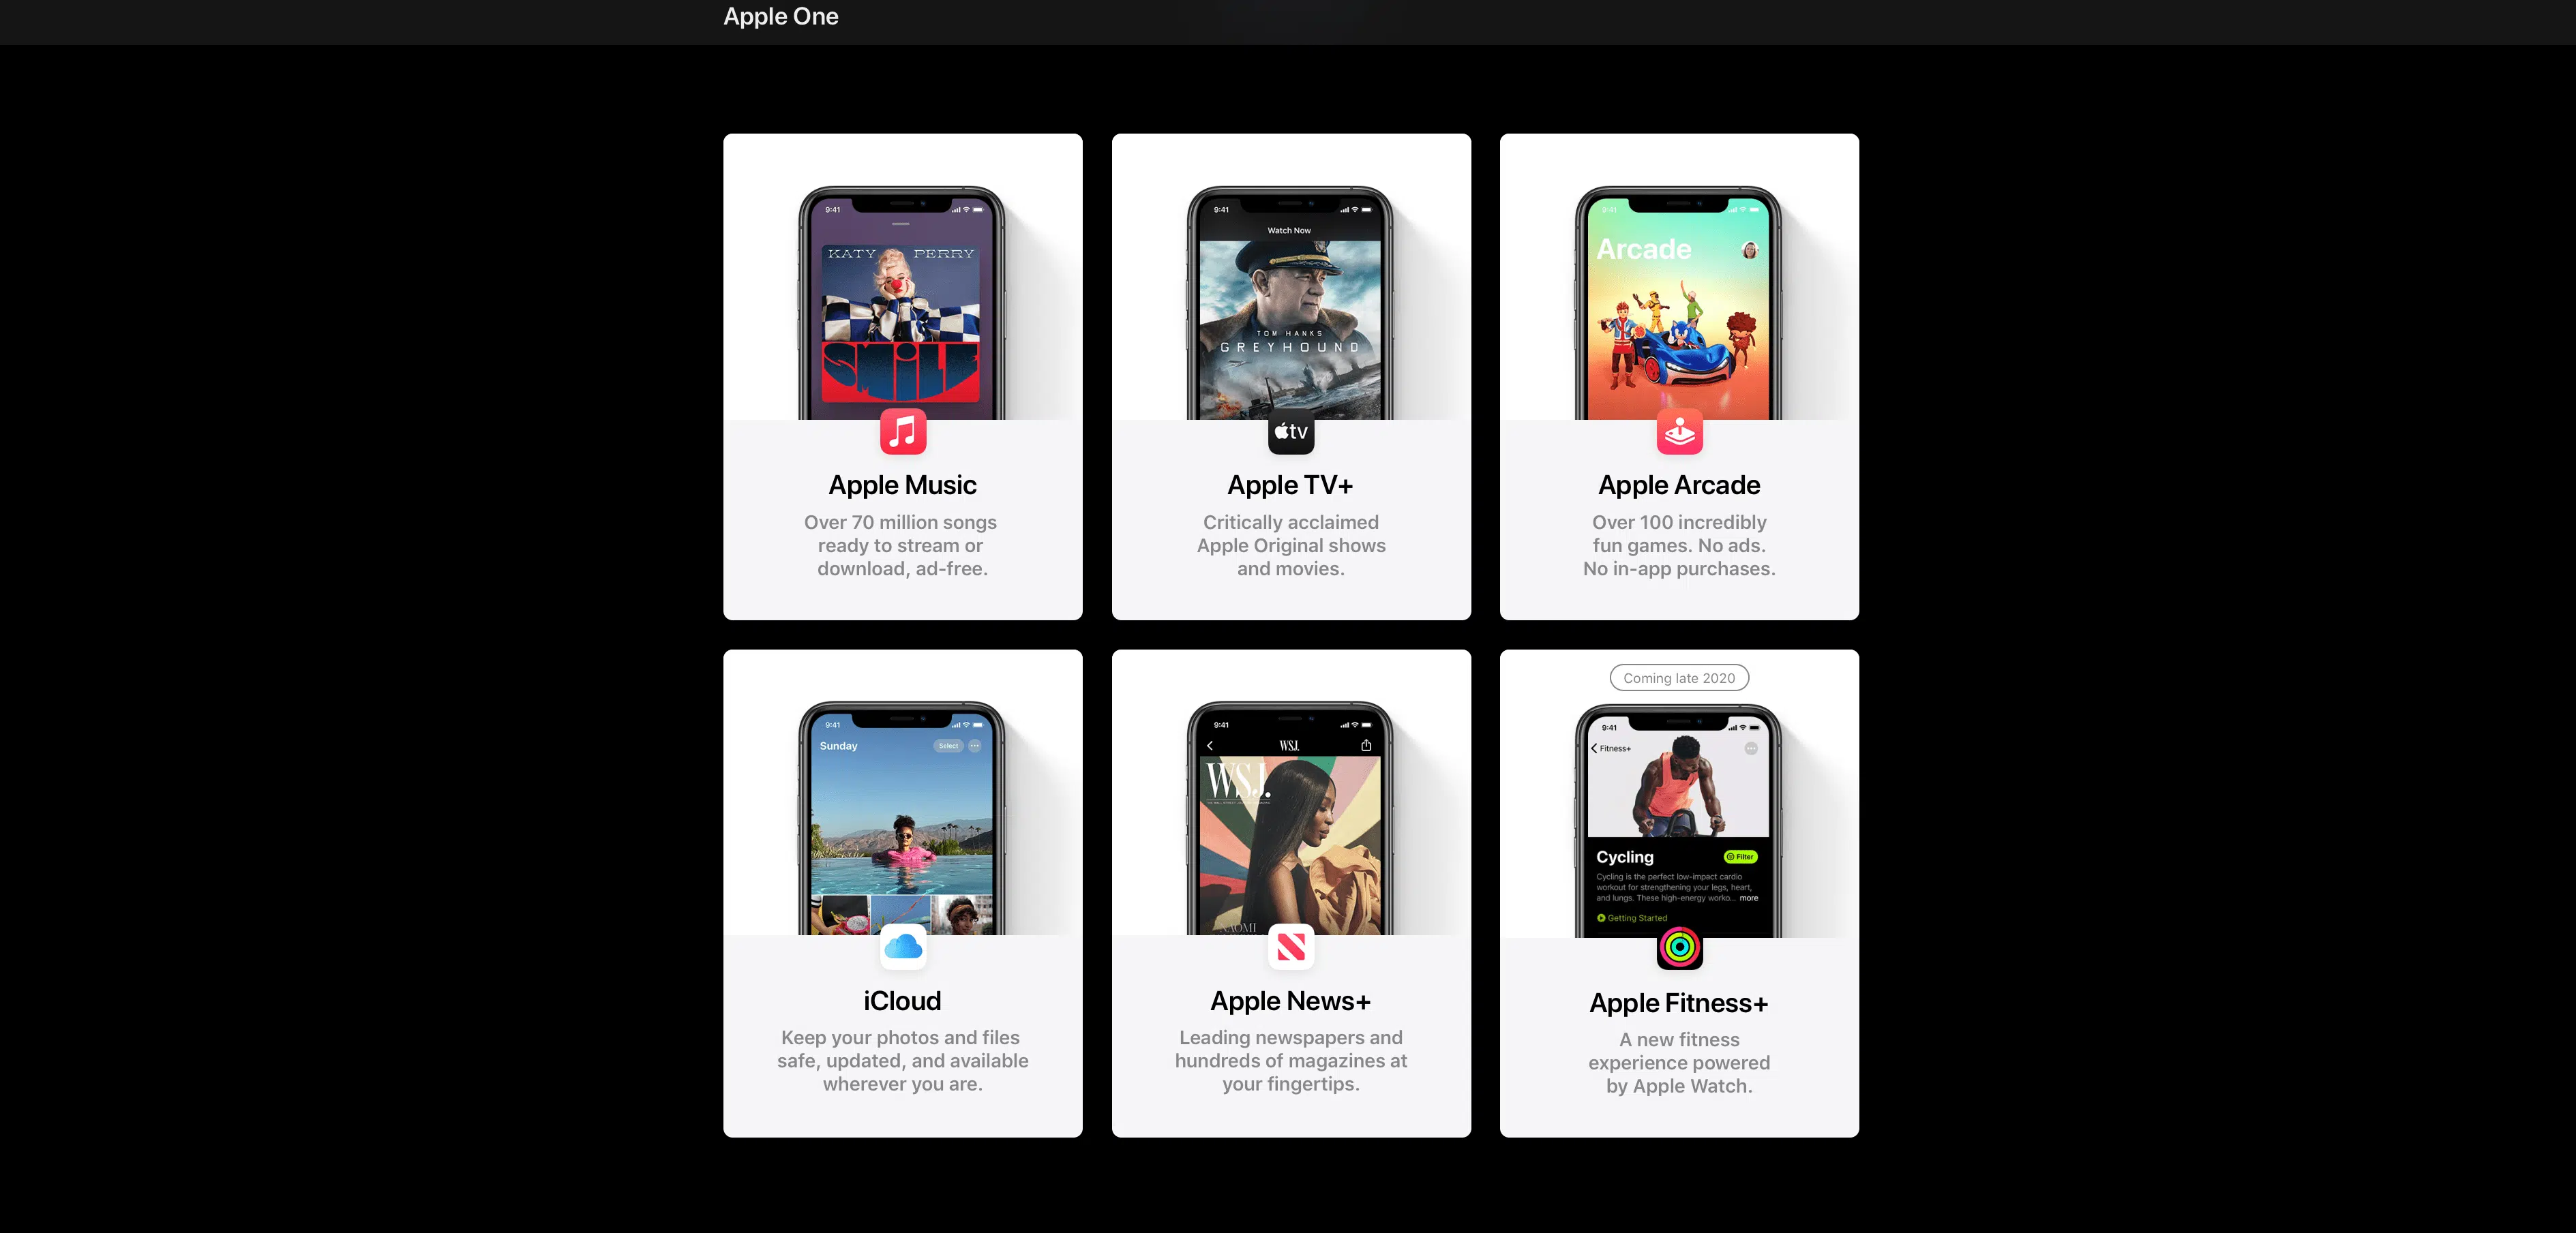 Apple One
9:41
KATY PERRY
SMILE
Apple Music
Over 70 million songs
ready to stream or
download, ad-free.
9:41
Watch Now
TOM HANKS
GREYHOUND
tv
Apple TV+
Critically acclaimed
Apple Original shows
and movies.
9:41
Arcade
Apple Arcade
Over 100 incredibly
fun games. No ads.
No in-app purchases.
9:41
Sunday
Select
iCloud
Keep your photos and files
safe, updated, and available
wherever you are.
9:41
WSJ.
WSJ.
NAOMI
Apple News+
Leading newspapers and
hundreds of magazines at
your fingertips.
Coming late 2020
9:41
Fitness+
Cycling
Filter
Cycling is the perfect low-impact cardio
workout for strengthening your legs, heart,
and lungs. These high-energy worko... more
Getting Started
Apple Fitness+
A new fitness
experience powered
by Apple Watch.